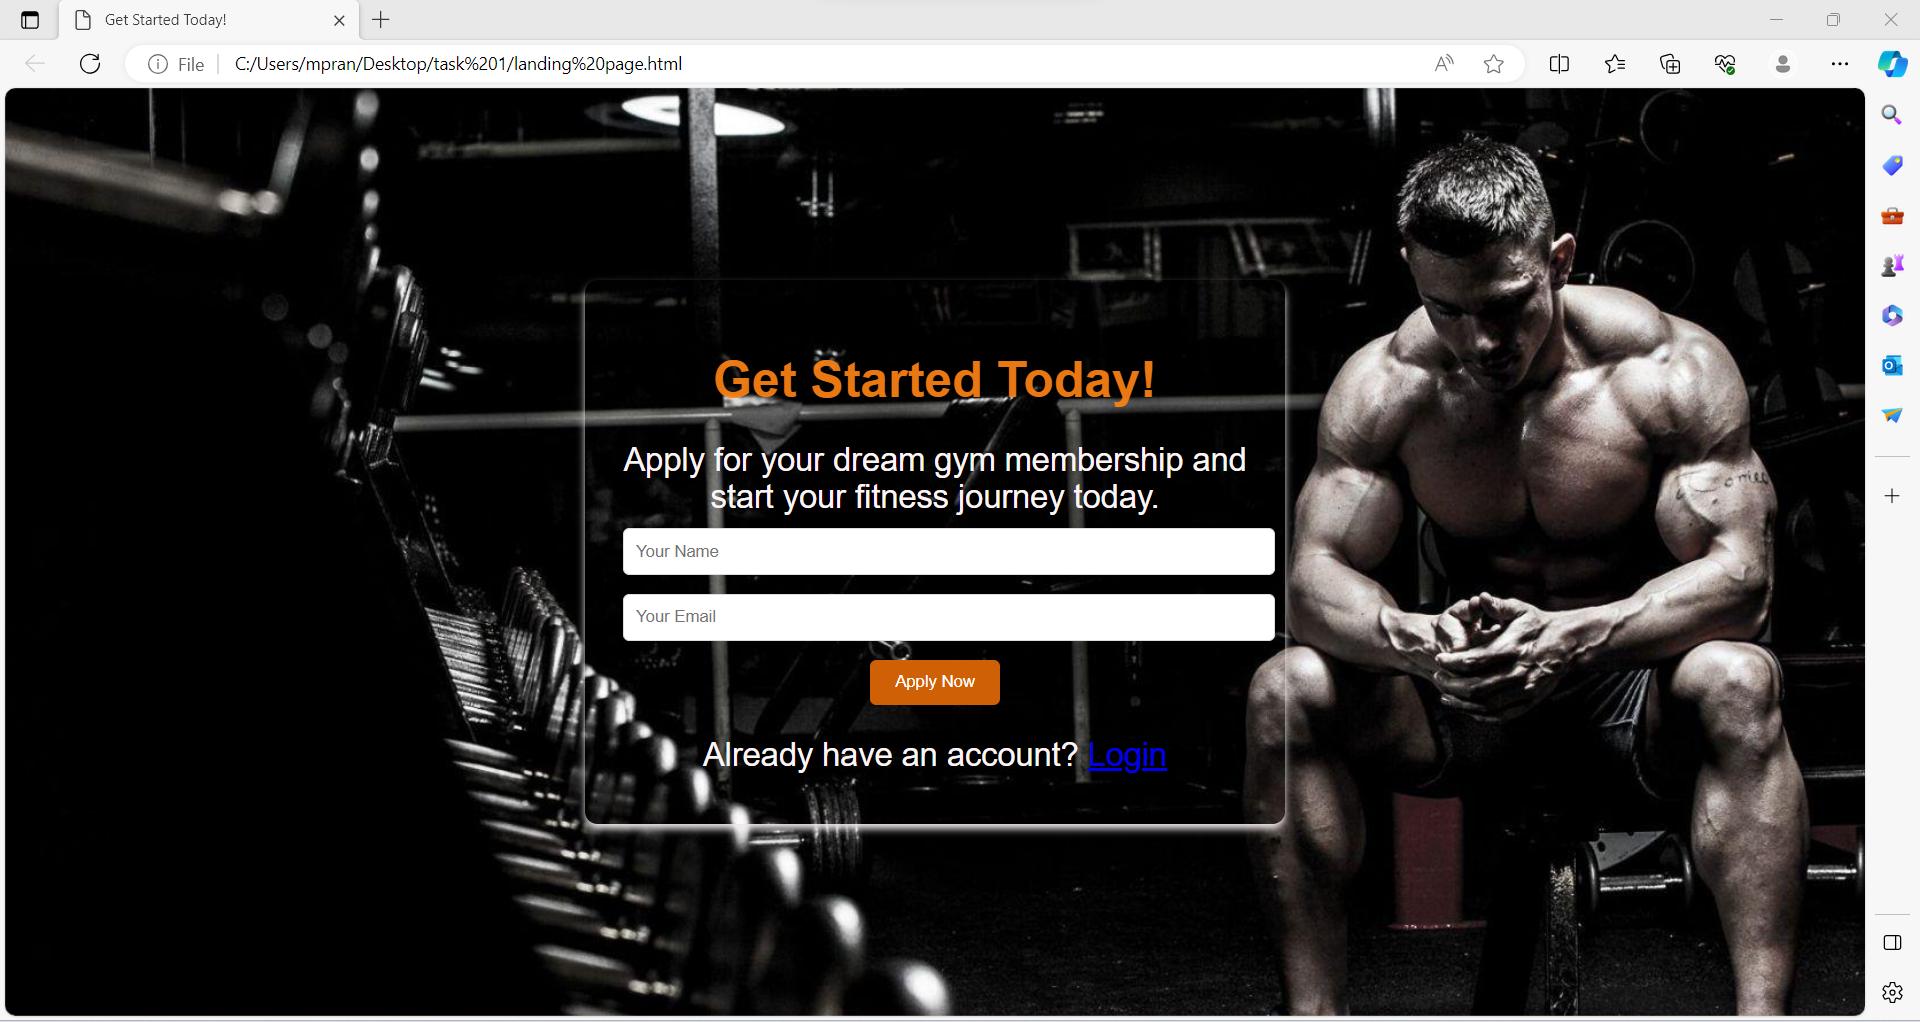 Get Started Today!
File
C:/Users/mpran/Desktop/task%201/landing%20page.html
Get Started Today!
Apply for your dream gym membership and
start your fitness journey today.
Your Name
Your Email
Apply Now
Already have an account? Login